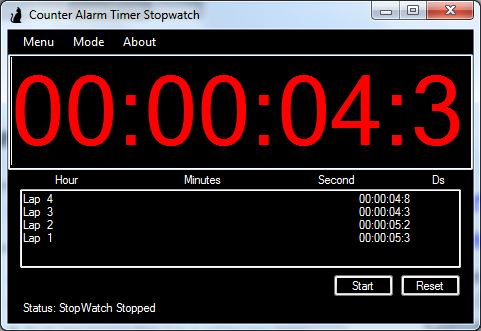 Counter Alarm Timer Stopwatch
Menu Mode About
00:00:04:3
Hour Minutes Second Ds
Lap 4 00:00:04:8
Lap 3 00:00:04:3
Lap 2 00:00:05:2
Lap 1 00:00:05:3
Start Reset
Status: StopWatch Stopped